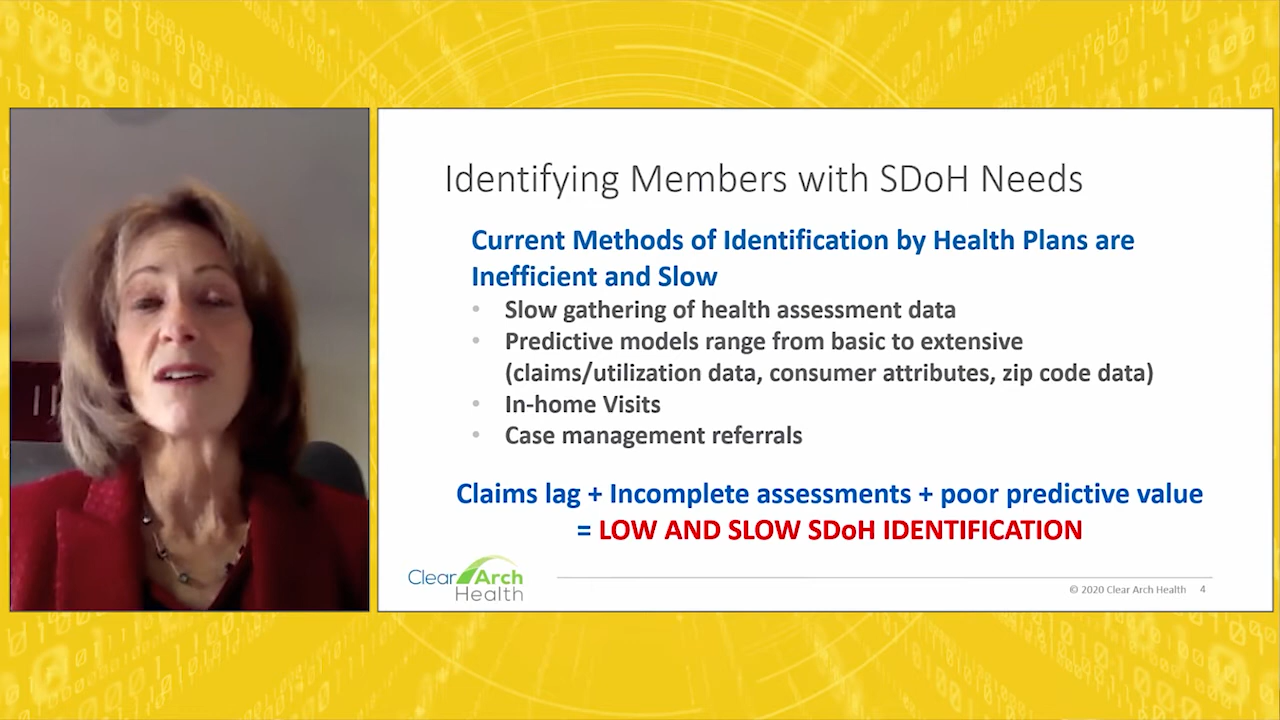 Identifying Members with SDoH Needs
Current Methods of Identification by Health Plans are
Inefficient and Slow
• Slow gathering of health assessment data
• Predictive models range from basic to extensive
(claims/utilization data, consumer attributes, zip code data)
• In-home Visits
• Case management referrals
Claims lag + Incomplete assessments + poor predictive value
= LOW AND SLOW SDoH IDENTIFICATION
Clear Arch
Health
© 2020 Clear Arch Health 4